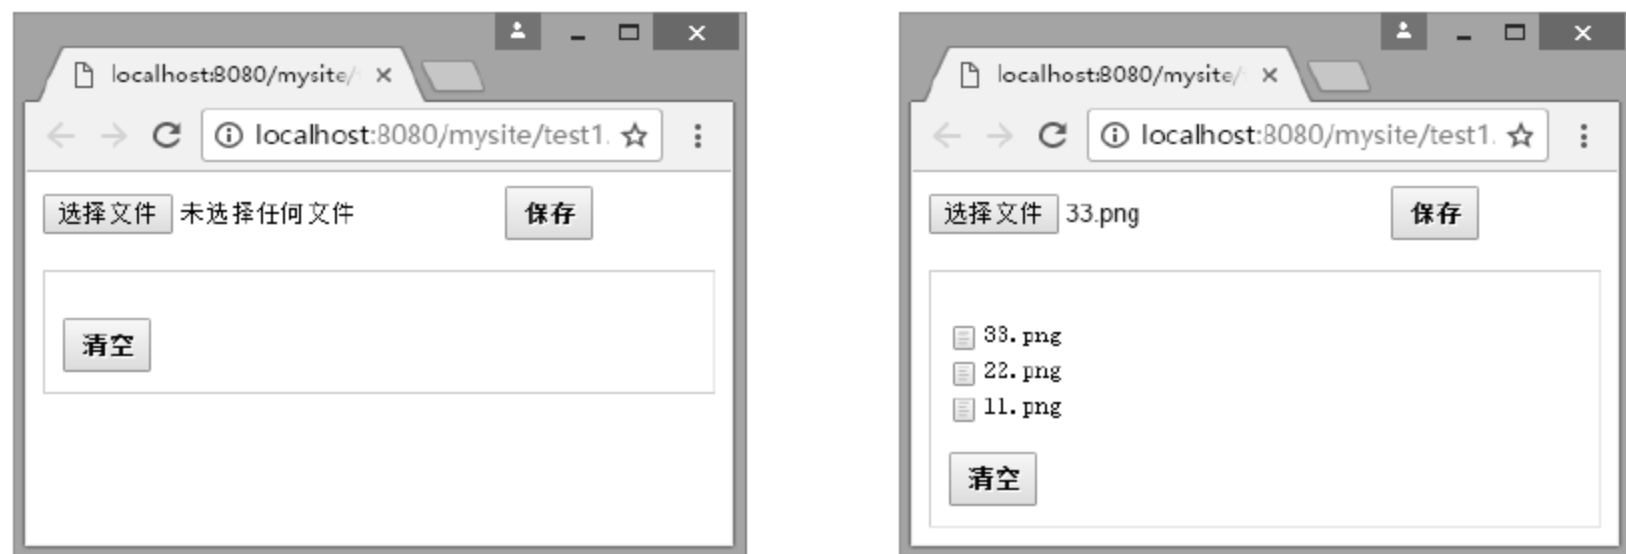 localhost:8080/mysite/
localhost:8080/mysite/test1.
选择文件 未选择任何文件 保存
清空
localhost:8080/mysite/
localhost:8080/mysite/test1.
选择文件 33.png 保存
33.png
22.png
11.png
清空